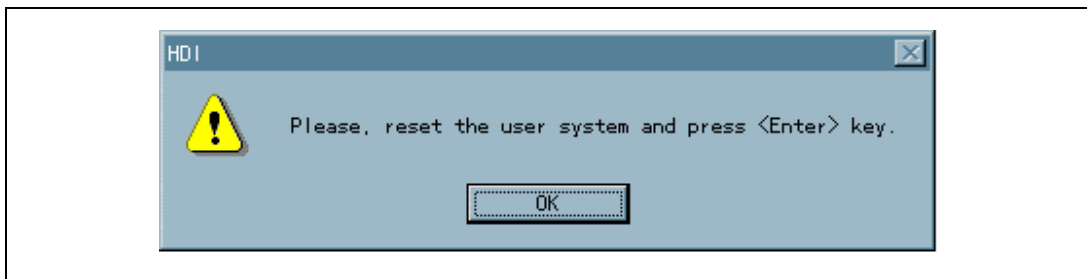 HDI
Please, reset the user system and press <Enter> key.
OK